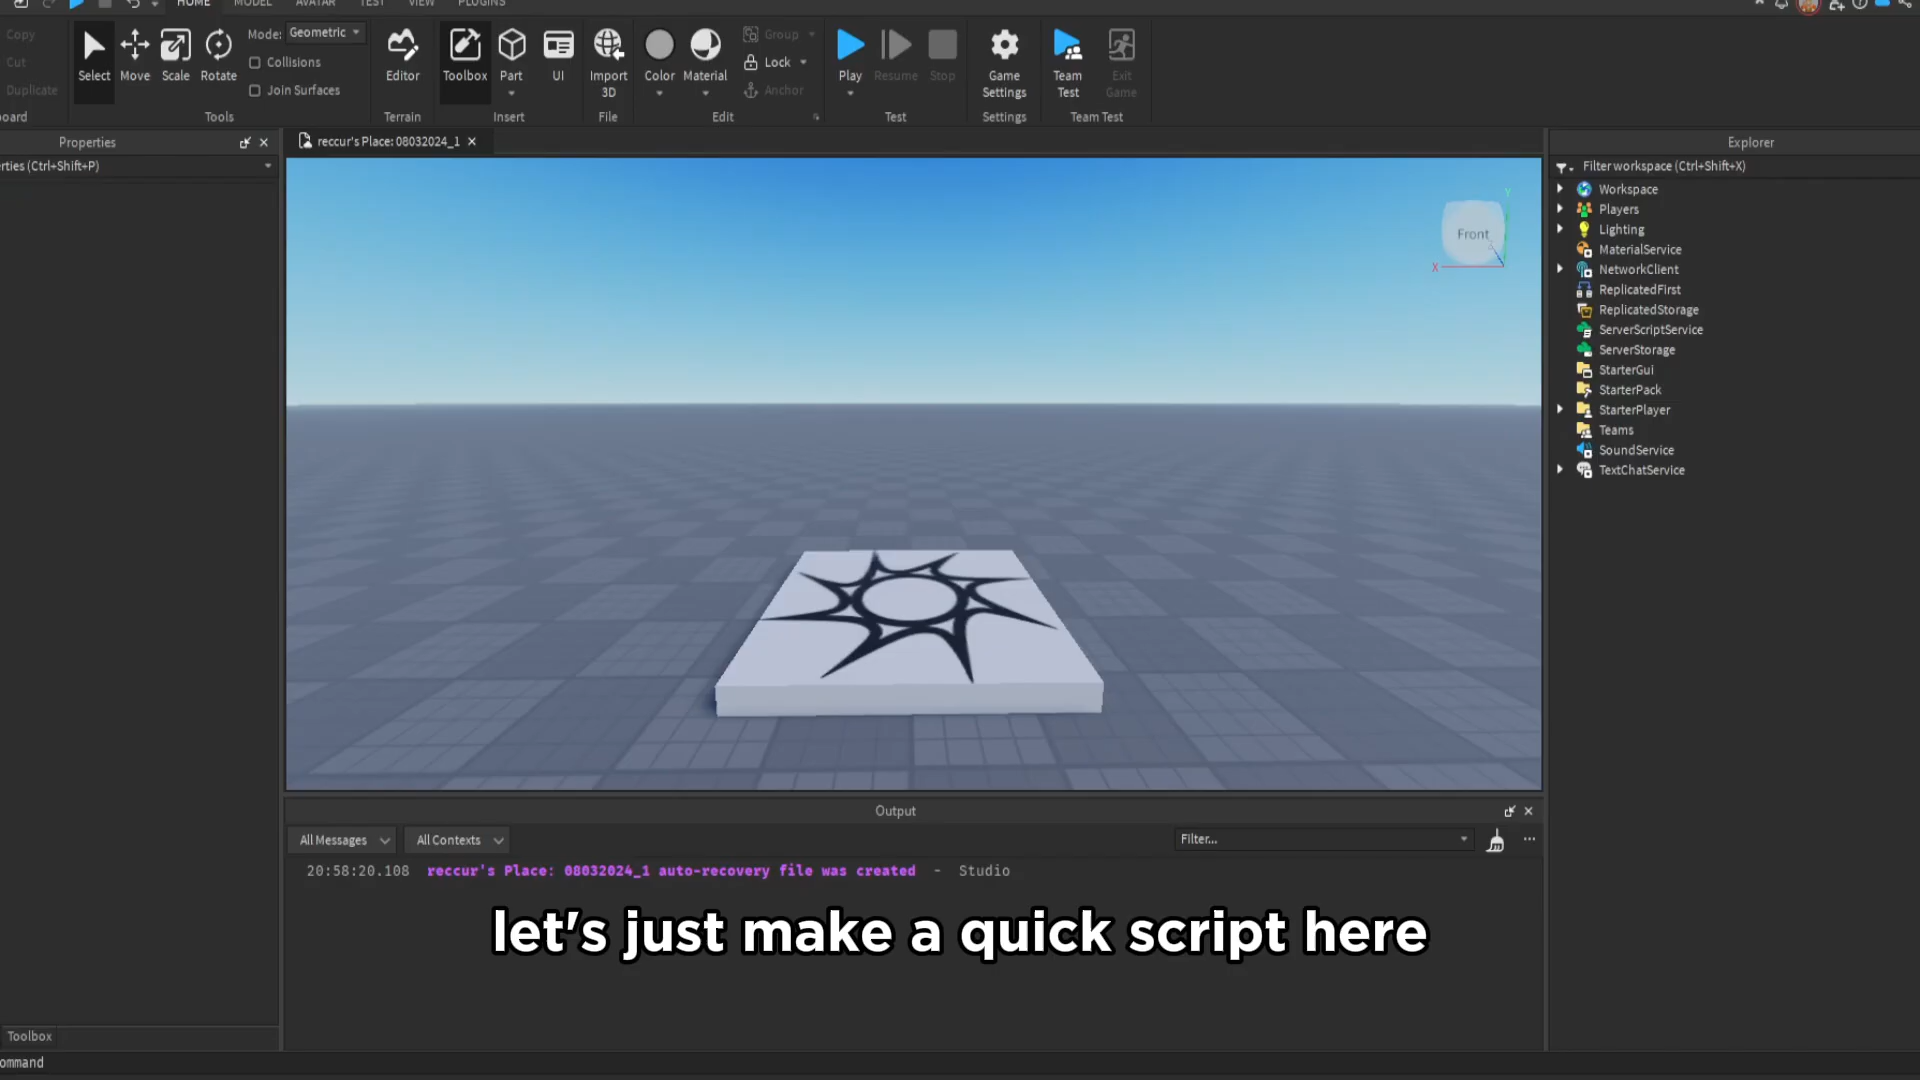 HOME MODEL AVATAR TEST VIEW PLUGINS
Copy
Cut
Duplicate
oard
Select Move Scale Rotate
Mode: Geometric
Collisions
Join Surfaces
Tools
Editor
Terrain
Toolbox Part UI
Insert
Import
3D
File
Color Material
Group
Lock
Anchor
Edit
Play Resume Stop
Test
Game
Settings
Settings
Team
Test
Exit
Game
Team Test
Properties
rties (Ctrl+Shift+P)
reccur's Place: 08032024_1
Front
X
Y
Explorer
Filter workspace (Ctrl+Shift+X)
Workspace
Players
Lighting
MaterialService
NetworkClient
ReplicatedFirst
ReplicatedStorage
ServerScriptService
ServerStorage
StarterGui
StarterPack
StarterPlayer
Teams
SoundService
TextChatService
Output
All Messages All Contexts Filter...
20:58:20.108 reccur's Place: 08032024_1 auto-recovery file was created - Studio
let's just make a quick script here
Toolbox
ommand